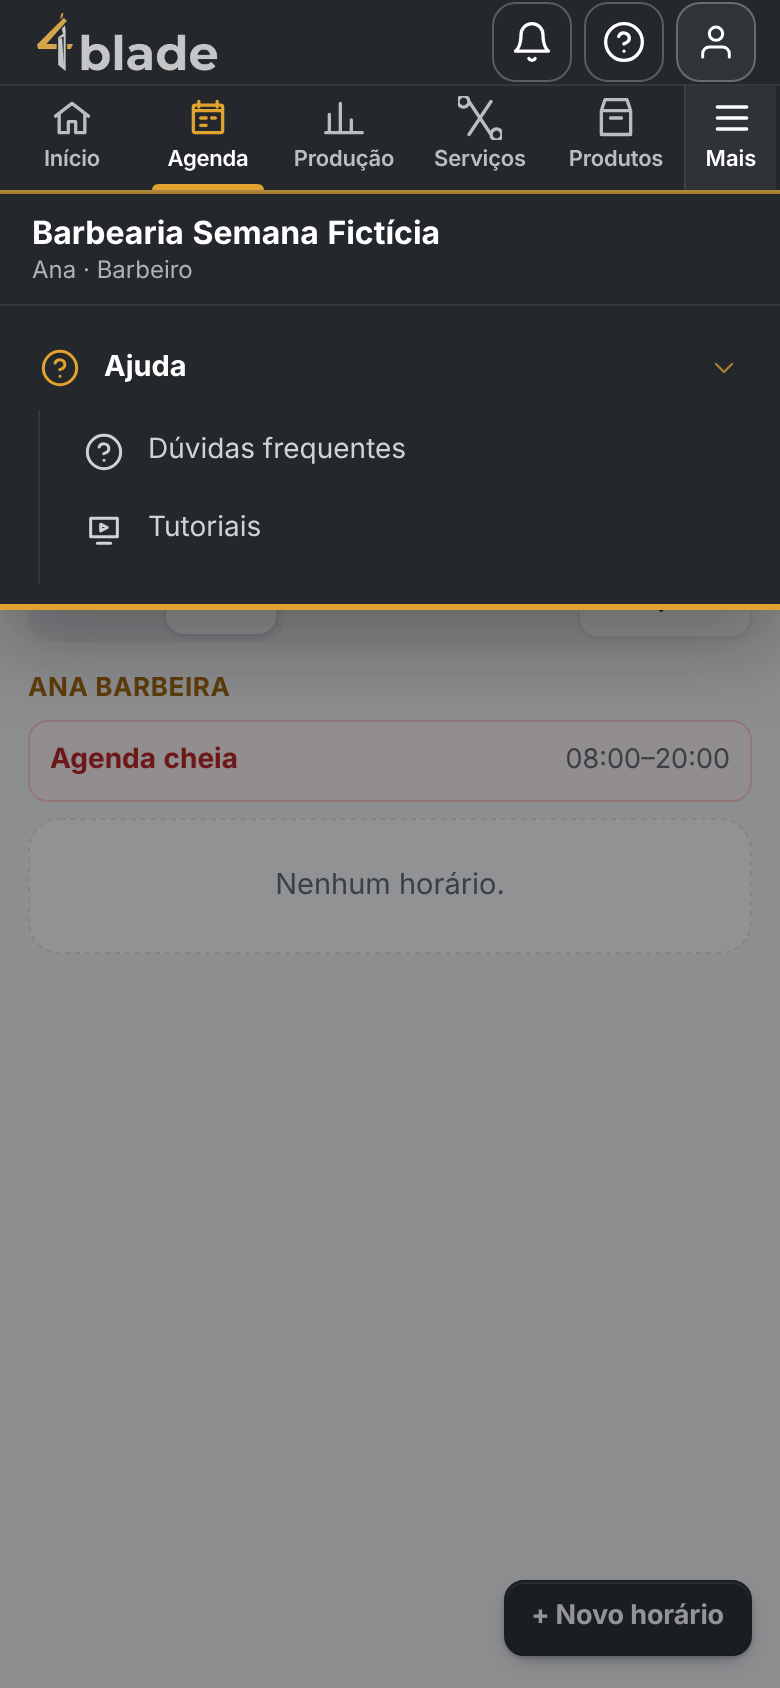 4blade
Início
Agenda
Produção
Serviços
Produtos
Mais
Barbearia Semana Fictícia
Ana · Barbeiro
Ajuda
Dúvidas frequentes
Tutoriais
ANA BARBEIRA
Agenda cheia
08:00–20:00
Nenhum horário.
+ Novo horário